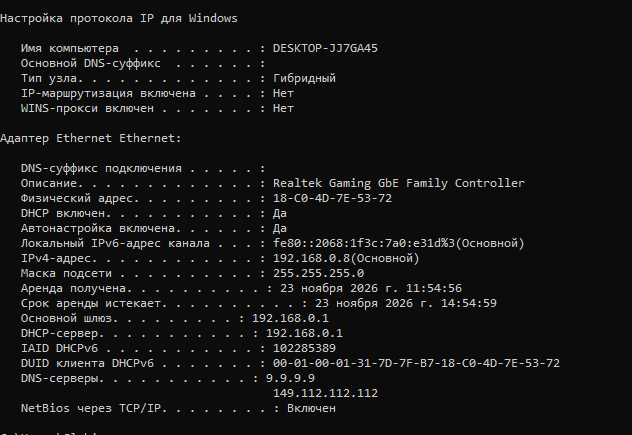 Настройка протокола IP для Windows
Имя компьютера . . . . . . . . . : DESKTOP-JJ7GA45
Основной DNS-суффикс . . . . . . :
Тип узла. . . . . . . . . . . . . : Гибридный
IP-маршрутизация включена . . . . : Нет
WINS-прокси включен . . . . . . . : Нет
Адаптер Ethernet Ethernet:
DNS-суффикс подключения . . . . . :
Описание. . . . . . . . . . . . . : Realtek Gaming GbE Family Controller
Физический адрес. . . . . . . . . : 18-C0-4D-7E-53-72
DHCP включен. . . . . . . . . . . : Да
Автонастройка включена. . . . . . : Да
Локальный IPv6-адрес канала . . . : fe80::2068:1f3c:7a0:e31d%3(Основной)
IPv4-адрес. . . . . . . . . . . . : 192.168.0.8(Основной)
Маска подсети . . . . . . . . . . : 255.255.255.0
Аренда получена. . . . . . . . . . : 23 ноября 2026 г. 11:54:56
Срок аренды истекает. . . . . . . . . . : 23 ноября 2026 г. 14:54:59
Основной шлюз. . . . . . . . . : 192.168.0.1
DHCP-сервер. . . . . . . . . . . : 192.168.0.1
IAID DHCPv6 . . . . . . . . . . . : 102285389
DUID клиента DHCPv6 . . . . . . . : 00-01-00-01-31-7D-7F-B7-18-C0-4D-7E-53-72
DNS-серверы. . . . . . . . . . . : 9.9.9.9
149.112.112.112
NetBios через TCP/IP. . . . . . . . : Включен